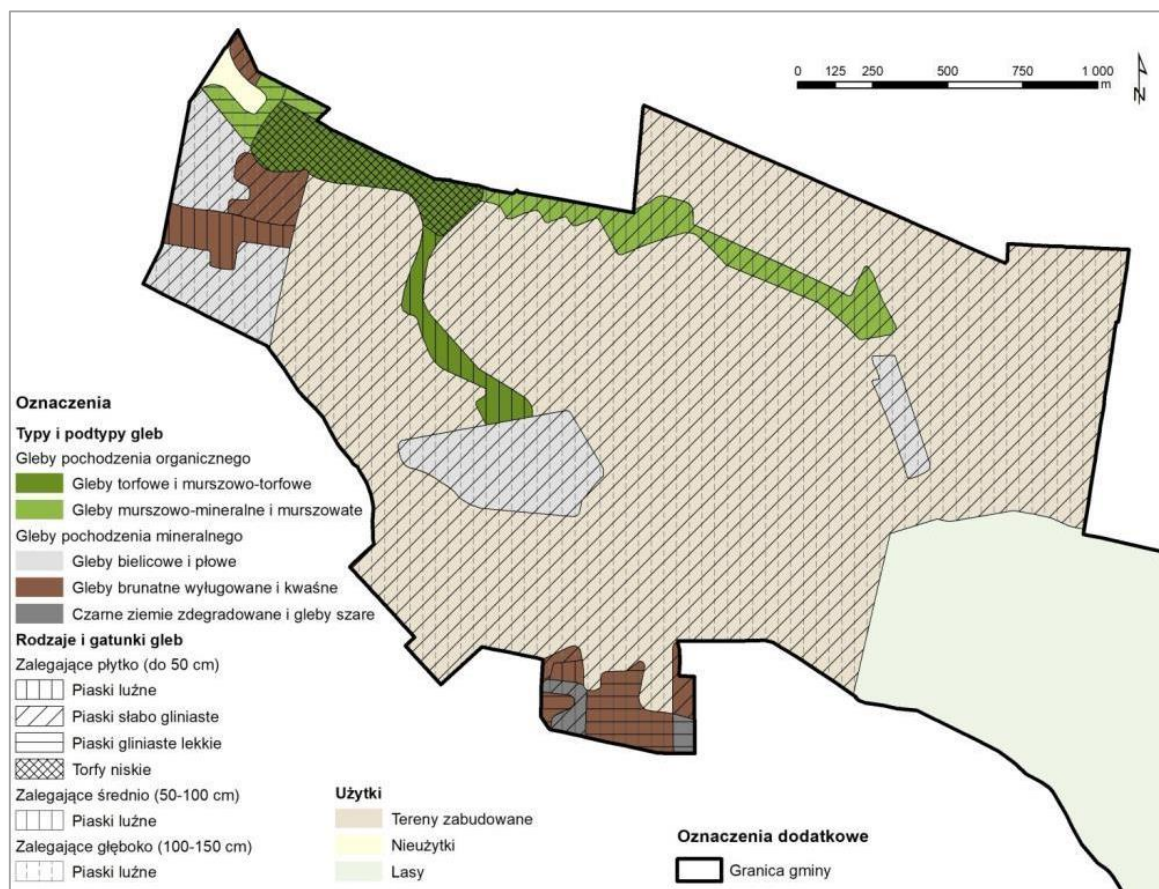 0 125 250 500 750 1 000
m
N
Oznaczenia
Typy i podtypy gleb
Gleby pochodzenia organicznego
Gleby torfowe i murszowo-torfowe
Gleby murszowo-mineralne i murszowate
Gleby pochodzenia mineralnego
Gleby bielicowe i płowe
Gleby brunatne wyługowane i kwaśne
Czarne ziemie zdegradowane i gleby szare
Rodzaje i gatunki gleb
Zalegające płytko (do 50 cm)
Piaski luźne
Piaski słabo gliniaste
Piaski gliniaste lekkie
Torfy niskie
Zalegające średnio (50-100 cm)
Piaski luźne
Zalegające głęboko (100-150 cm)
Piaski luźne
Użytki
Tereny zabudowane
Nieużytki
Lasy
Oznaczenia dodatkowe
Granica gminy